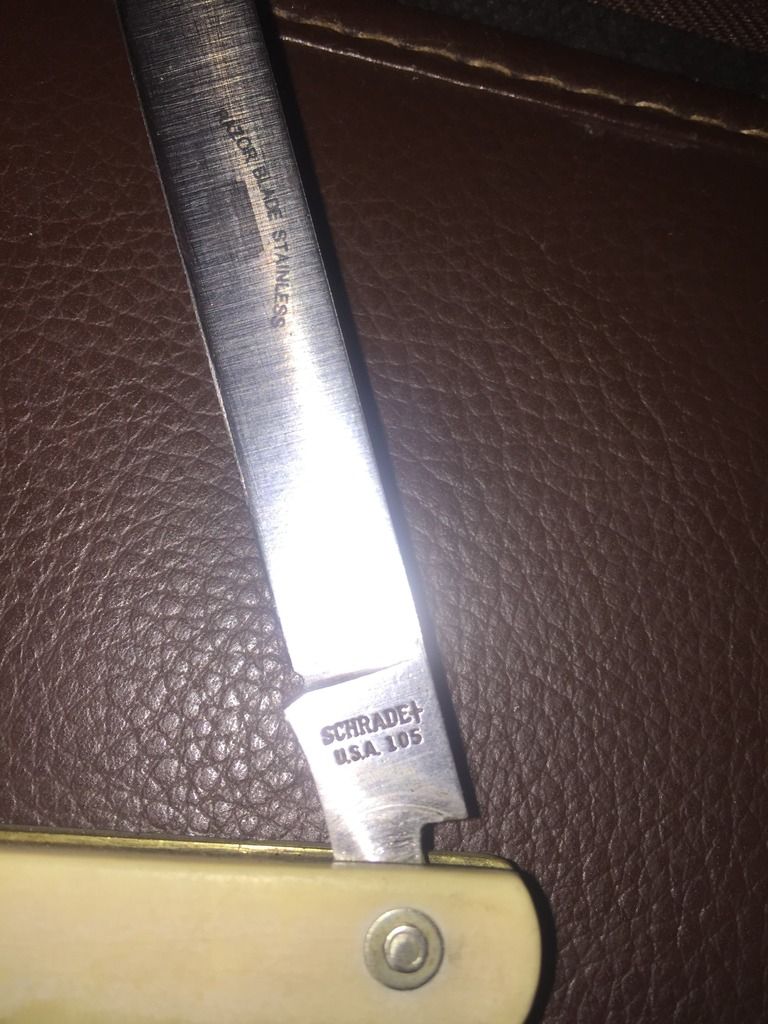 RAZOR BLADE STAINLESS
SCHRADE+
U.S.A. 105